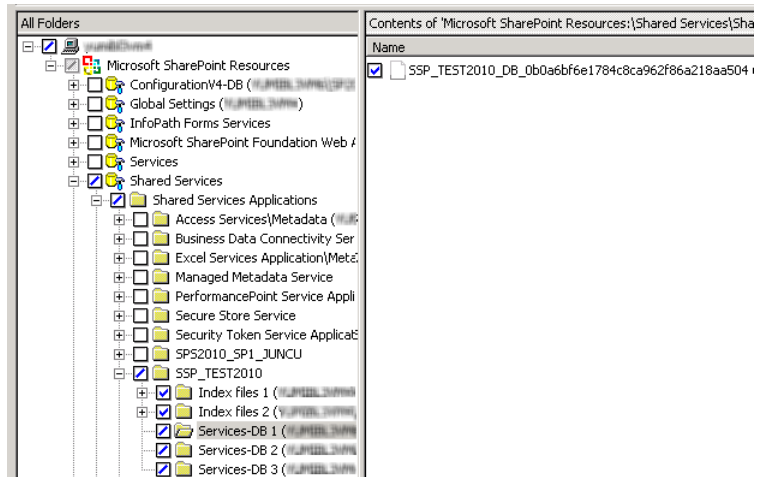 All Folders
Contents of 'Microsoft SharePoint Resources:\Shared Services\Sha
Name
Microsoft SharePoint Resources
SSP_TEST2010_DB_0b0a6bf6e1784c8ca962f86a218aa504
ConfigurationV4-DB (
Global Settings (
InfoPath Forms Services
Microsoft SharePoint Foundation Web
Services
Shared Services
Shared Services Applications
Access Services\Metadata (
Business Data Connectivity Ser
Excel Services Application\Meta
Managed Metadata Service
PerformancePoint Service Appli
Secure Store Service
Security Token Service Applicat
SPS2010_SP1_JUNCU
SSP_TEST2010
Index files 1 (
Index files 2 (
Services-DB 1 (
Services-DB 2 (
Services-DB 3 (